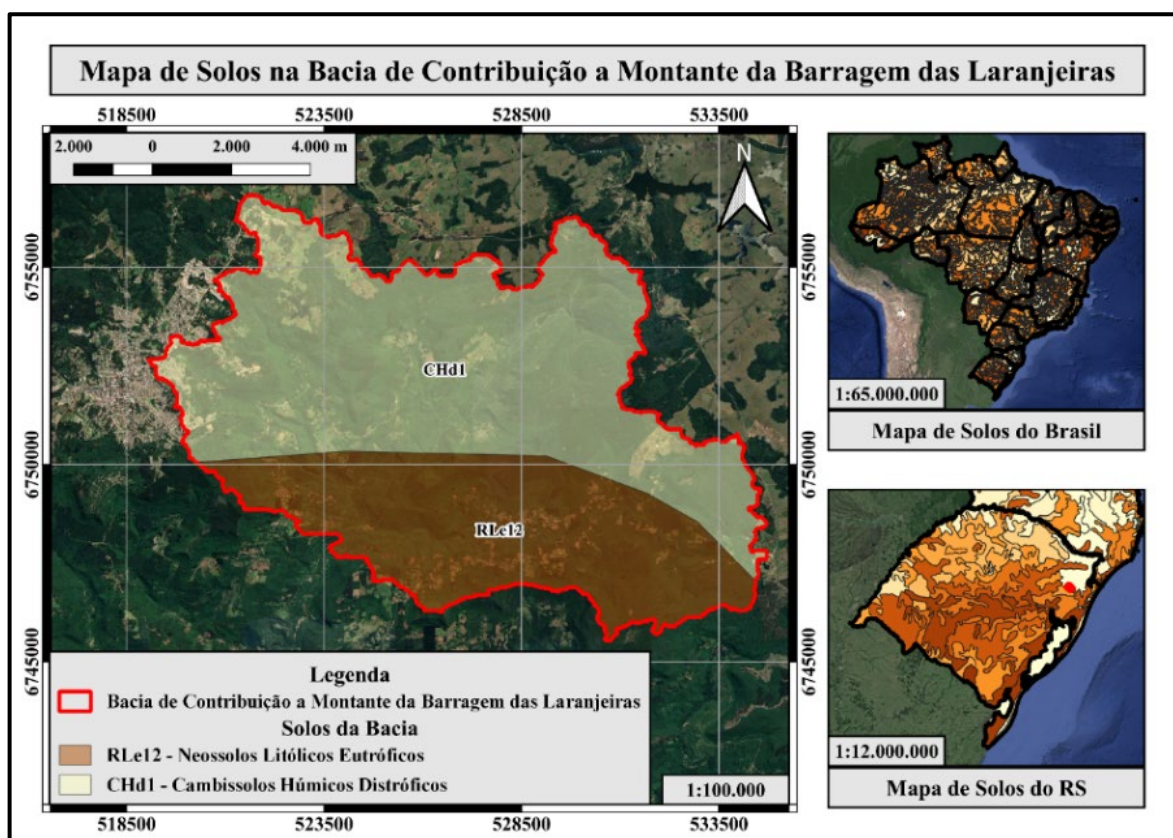 Mapa de Solos na Bacia de Contribuição a Montante da Barragem das Laranjeiras
518500 523500 528500 533500
2.000 0 2.000 4.000 m
N
6755000 6755000
CHd1
6750000 6750000
RLe12
6745000 6745000
Legenda
Bacia de Contribuição a Montante da Barragem das Laranjeiras
Solos da Bacia
RLe12 - Neossolos Litólicos Eutróficos
CHd1 - Cambissolos Húmicos Distróficos
1:100.000
518500 523500 528500 533500
1:65.000.000
Mapa de Solos do Brasil
1:12.000.000
Mapa de Solos do RS